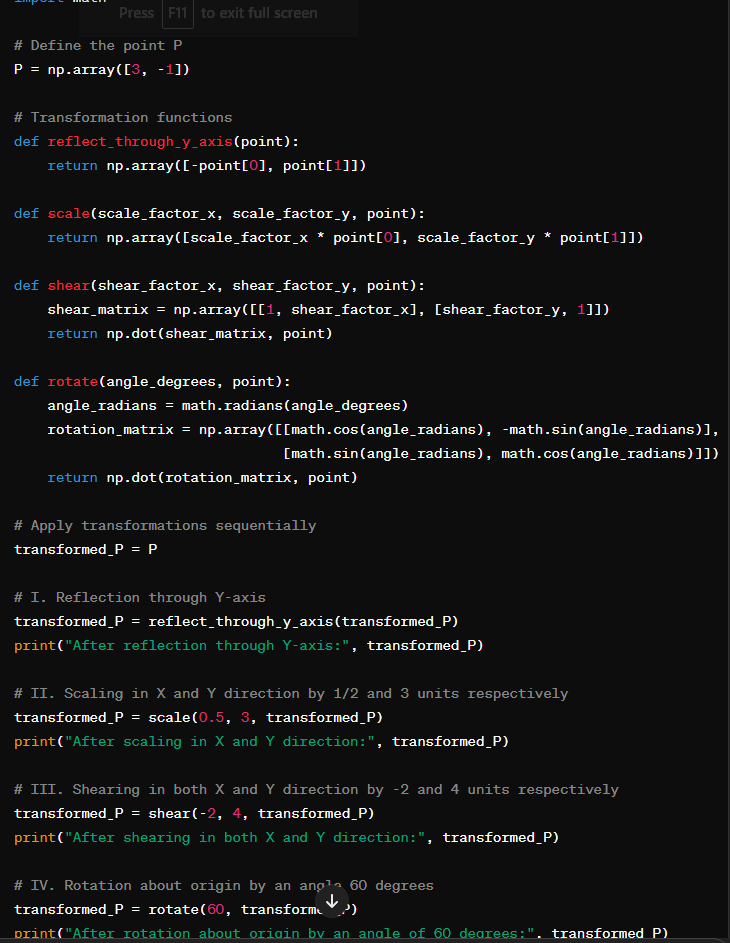 import math
Press F11 to exit full screen
# Define the point P
P = np.array([3, -1])
# Transformation functions
def reflect_through_y_axis(point):
    return np.array([-point[0], point[1]])
def scale(scale_factor_x, scale_factor_y, point):
    return np.array([scale_factor_x * point[0], scale_factor_y * point[1]])
def shear(shear_factor_x, shear_factor_y, point):
    shear_matrix = np.array([[1, shear_factor_x], [shear_factor_y, 1]])
    return np.dot(shear_matrix, point)
def rotate(angle_degrees, point):
    angle_radians = math.radians(angle_degrees)
    rotation_matrix = np.array([[math.cos(angle_radians), -math.sin(angle_radians)],
                                [math.sin(angle_radians), math.cos(angle_radians)]])
    return np.dot(rotation_matrix, point)
# Apply transformations sequentially
transformed_P = P
# I. Reflection through Y-axis
transformed_P = reflect_through_y_axis(transformed_P)
print("After reflection through Y-axis:", transformed_P)
# II. Scaling in X and Y direction by 1/2 and 3 units respectively
transformed_P = scale(0.5, 3, transformed_P)
print("After scaling in X and Y direction:", transformed_P)
# III. Shearing in both X and Y direction by -2 and 4 units respectively
transformed_P = shear(-2, 4, transformed_P)
print("After shearing in both X and Y direction:", transformed_P)
# IV. Rotation about origin by an angle 60 degrees
transformed_P = rotate(60, transformed_P)
print("After rotation about origin by an angle of 60 degrees:", transformed_P)